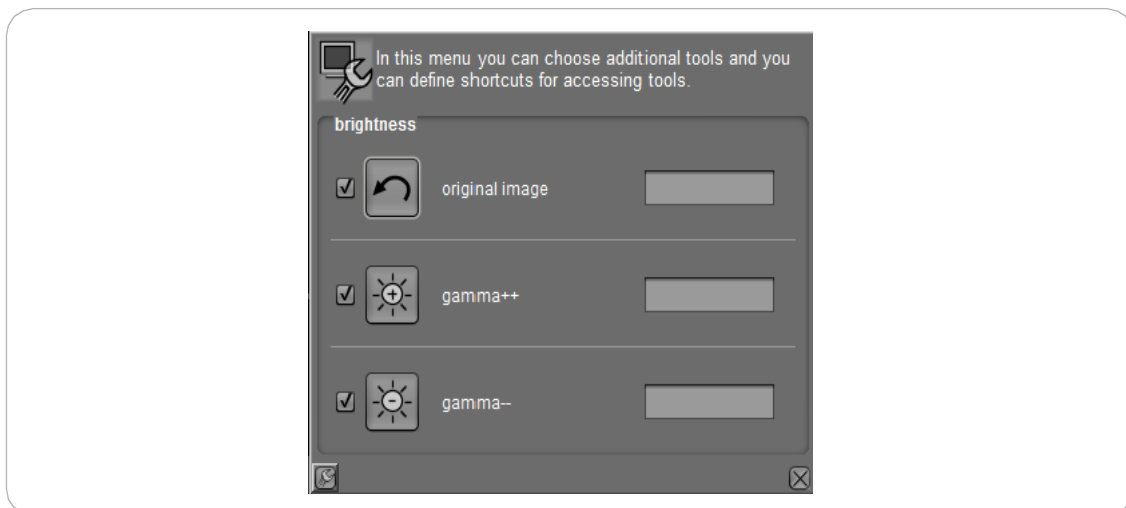 In this menu you can choose additional tools and you
can define shortcuts for accessing tools.
brightness
original image
gamma++
gamma--